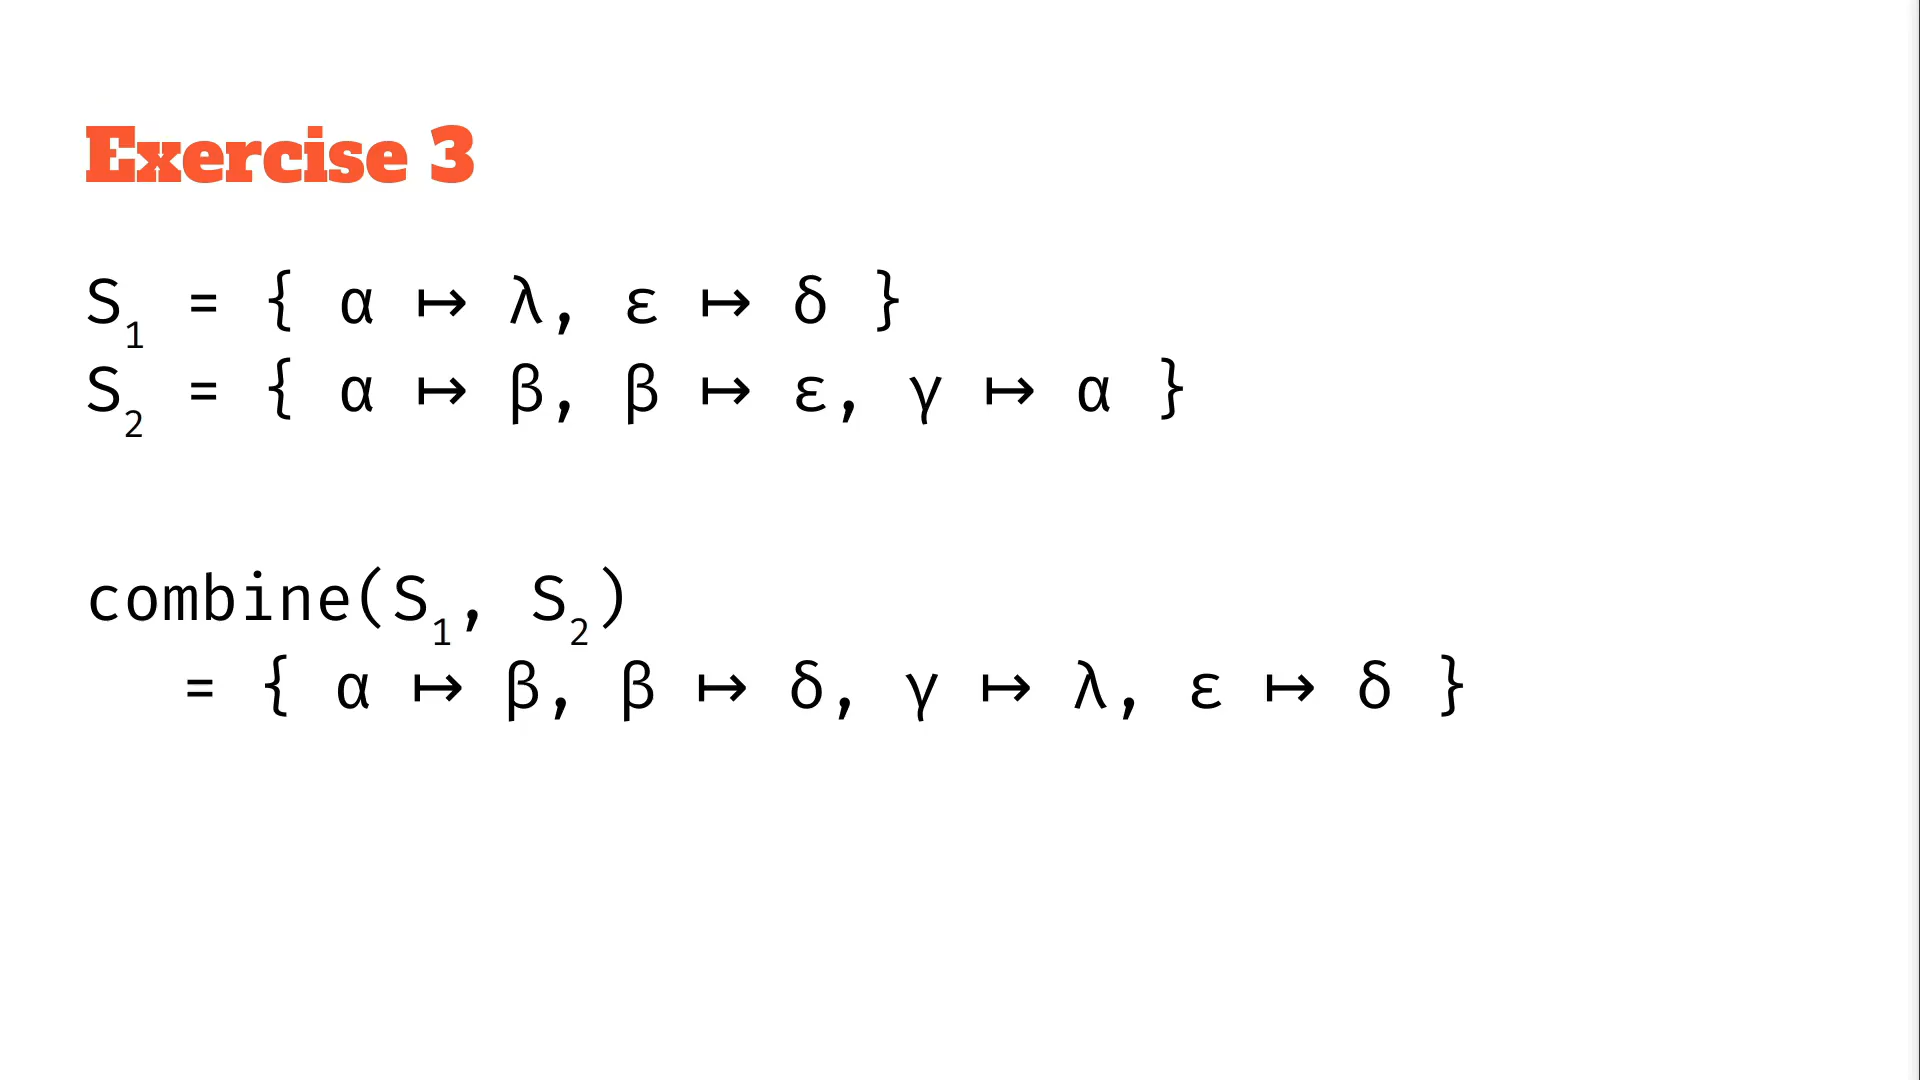 Exercise 3
S₁ = { α ↦ λ, ε ↦ δ }
S₂ = { α ↦ β, β ↦ ε, γ ↦ α }
combine(S₁, S₂)
= { α ↦ β, β ↦ δ, γ ↦ λ, ε ↦ δ }